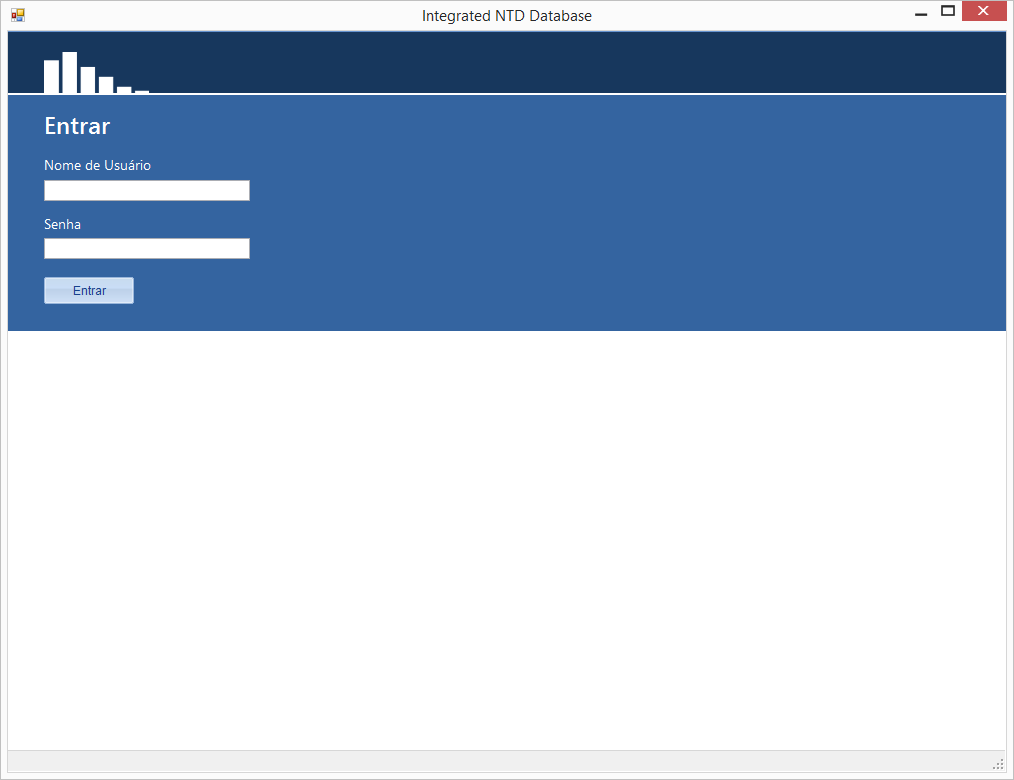 Integrated NTD Database
Entrar
Nome de Usuário
Senha
Entrar